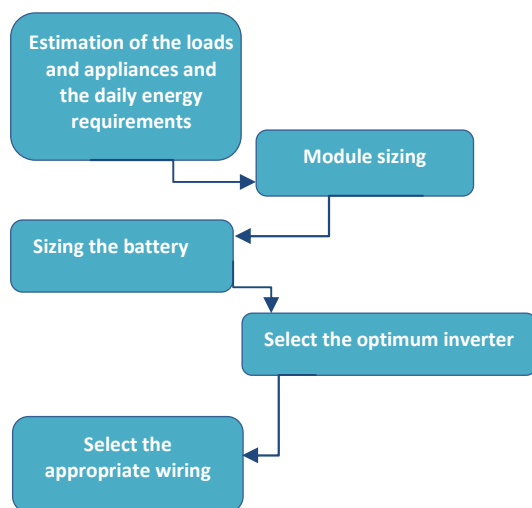 Estimation of the loads
and appliances and
the daily energy
requirements
Module sizing
Sizing the battery
Select the optimum inverter
Select the
appropriate wiring